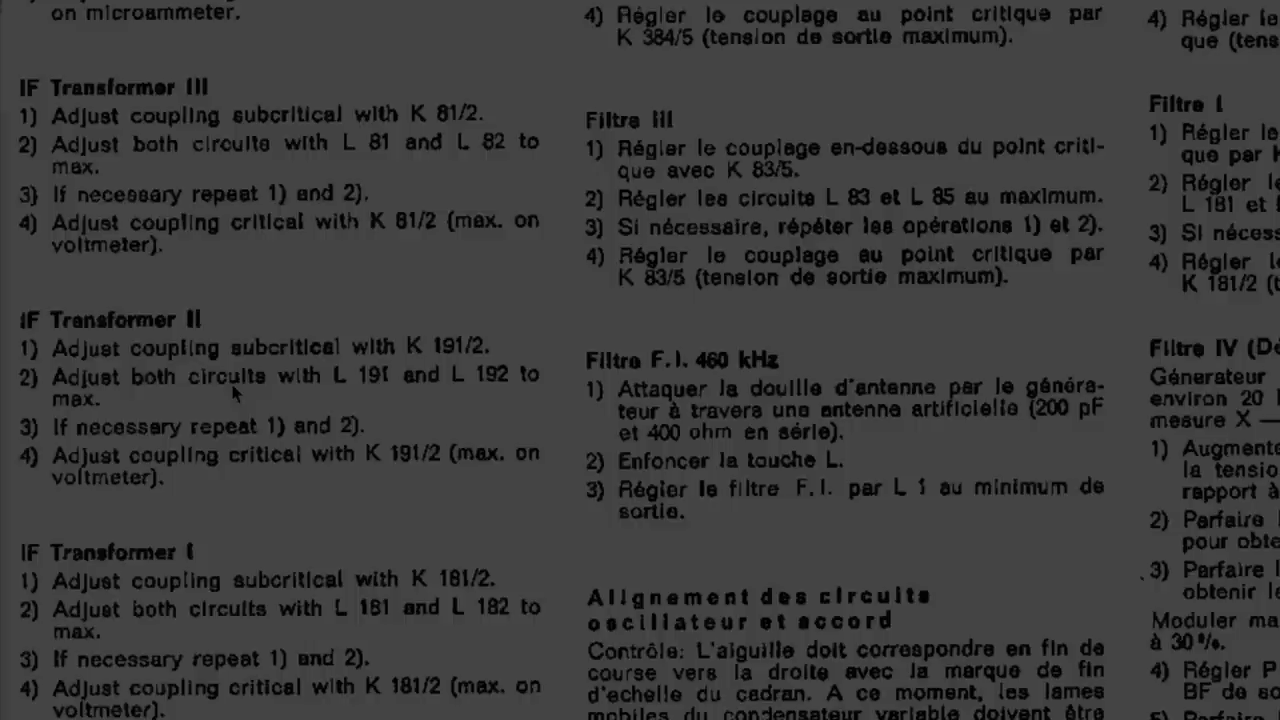 on microammeter.
IF Transformer III
1) Adjust coupling subcritical with K 81/2.
2) Adjust both circuits with L 81 and L 82 to
max.
3) If necessary repeat 1) and 2).
4) Adjust coupling critical with K 81/2 (max. on
voltmeter).
IF Transformer II
1) Adjust coupling subcritical with K 191/2.
2) Adjust both circuits with L 191 and L 192 to
max.
3) If necessary repeat 1) and 2).
4) Adjust coupling critical with K 191/2 (max. on
voltmeter).
IF Transformer I
1) Adjust coupling subcritical with K 181/2.
2) Adjust both circuits with L 181 and L 182 to
max.
3) If necessary repeat 1) and 2).
4) Adjust coupling critical with K 181/2 (max. on
voltmeter).
4) Régler le couplage au point critique par
K 384/5 (tension de sortie maximum).
Filtre III
1) Régler le couplage en-dessous du point criti-
que avec K 83/5.
2) Régler les circuits L 83 et L 85 au maximum.
3) Si nécessaire, répéter les opérations 1) et 2).
4) Régler le couplage au point critique par
K 83/5 (tension de sortie maximum).
Filtre F.I. 460 kHz
1) Attaquer la douille d'antenne par le généra-
teur à travers une antenne artificielle (200 pF
et 400 ohm en série).
2) Enfoncer la touche L.
3) Régler le filtre F.I. par L 1 au minimum de
sortie.
Alignement des circuits
oscillateur et accord
Contrôle: L'aiguille doit correspondre en fin de
course vers la droite avec la marque de fin
d'echelle du cadran. A ce moment, les lames
mobiles du condensateur variable doivent être
4) Régler le
que (tens
Filtre I
1) Régler le
que par
2) Régler
L 181 et
3) Si nécess
4) Régler
K 181/2
Filtre IV
Génerateur
environ 20
mesure X —
1) Augmente
la tensio
rapport à
2) Parfaire
pour obte
3) Parfaire
obtenir
Moduler
à 30 %.
4) Régler P
BF de
5) Parfaire